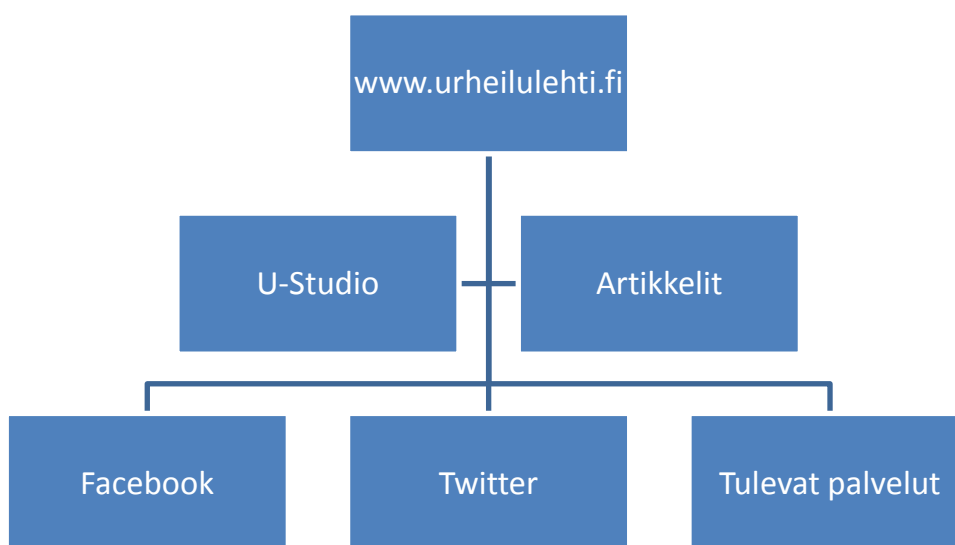 www.urheilulehti.fi
U-Studio
Artikkelit
Facebook
Twitter
Tulevat palvelut